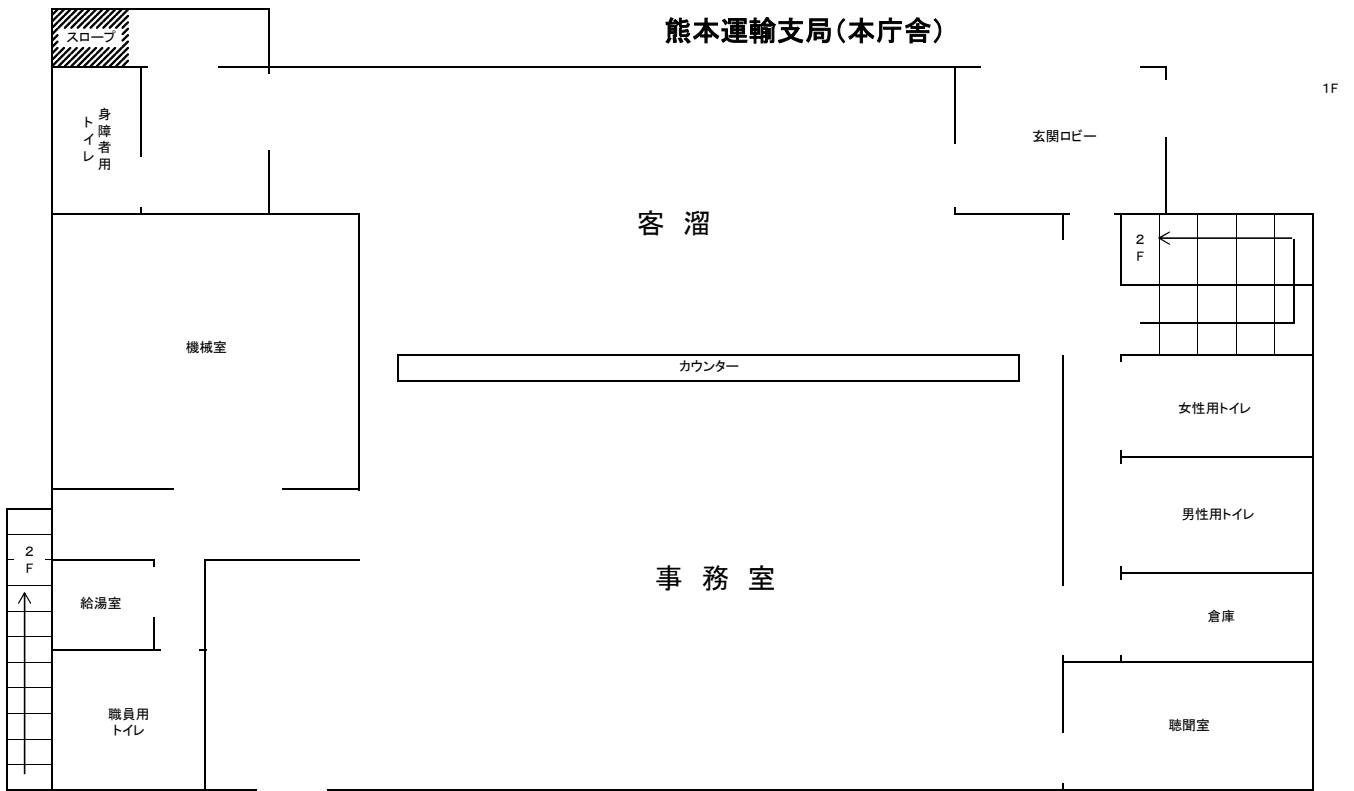 熊本運輸支局（本庁舎）
スロープ
1F
身障者用
トイレ
玄関ロビー
客溜
2F
機械室
カウンター
女性用トイレ
男性用トイレ
2F
事務室
給湯室
倉庫
職員用
トイレ
聴聞室